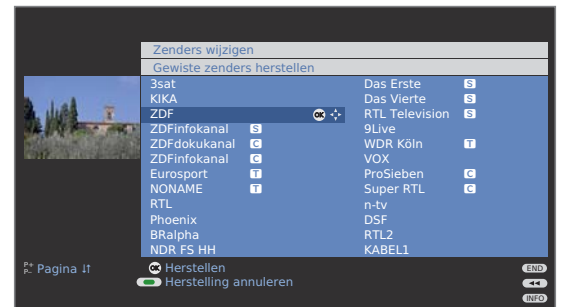 Zenders wijzigen
Gewiste zenders herstellen
3sat
KIKA
ZDF OK
ZDFinfokanal S
ZDFdokukanal C
ZDFinfokanal C
Eurosport T
NONAME T
RTL
Phoenix
BRalpha
NDR FS HH
Das Erste S
Das Vierte S
RTL Television S
9Live
WDR Köln T
VOX
ProSieben C
Super RTL C
n-tv
DSF
RTL2
KABEL1
P+
P- Pagina
OK Herstellen
Herstelling annuleren
END
INFO